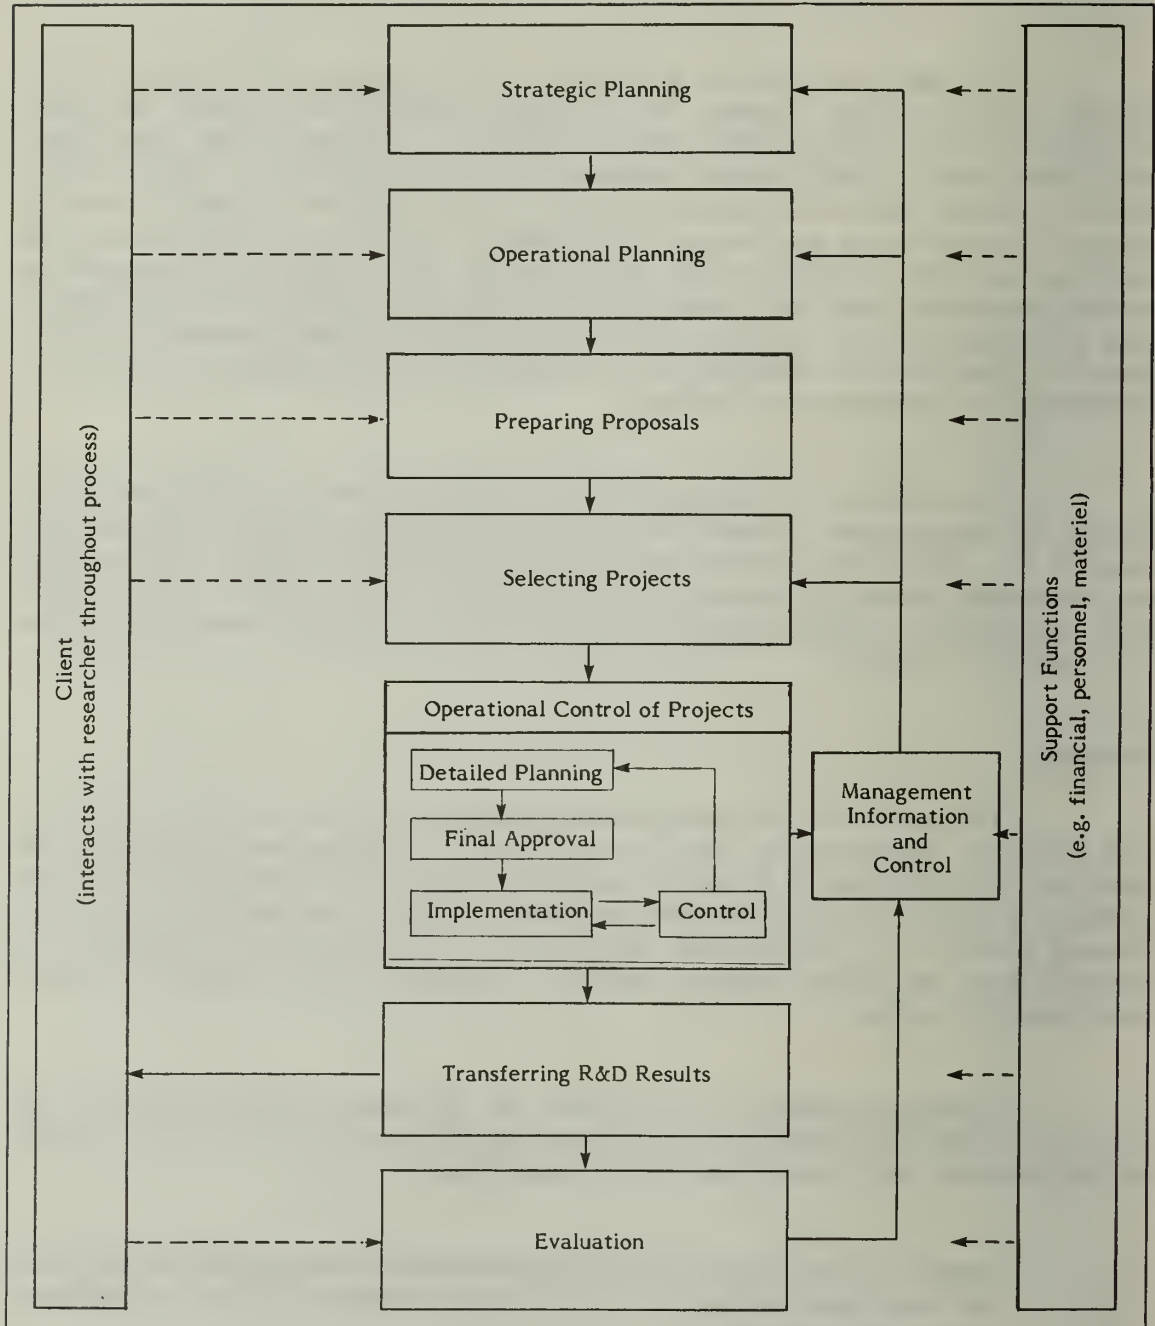 Client
(interacts with researcher throughout process)
Strategic Planning
Operational Planning
Preparing Proposals
Selecting Projects
Operational Control of Projects
Detailed Planning
Final Approval
Implementation
Control
Management
Information
and
Control
Transferring R&D Results
Evaluation
Support Functions
(e.g. financial, personnel, materiel)